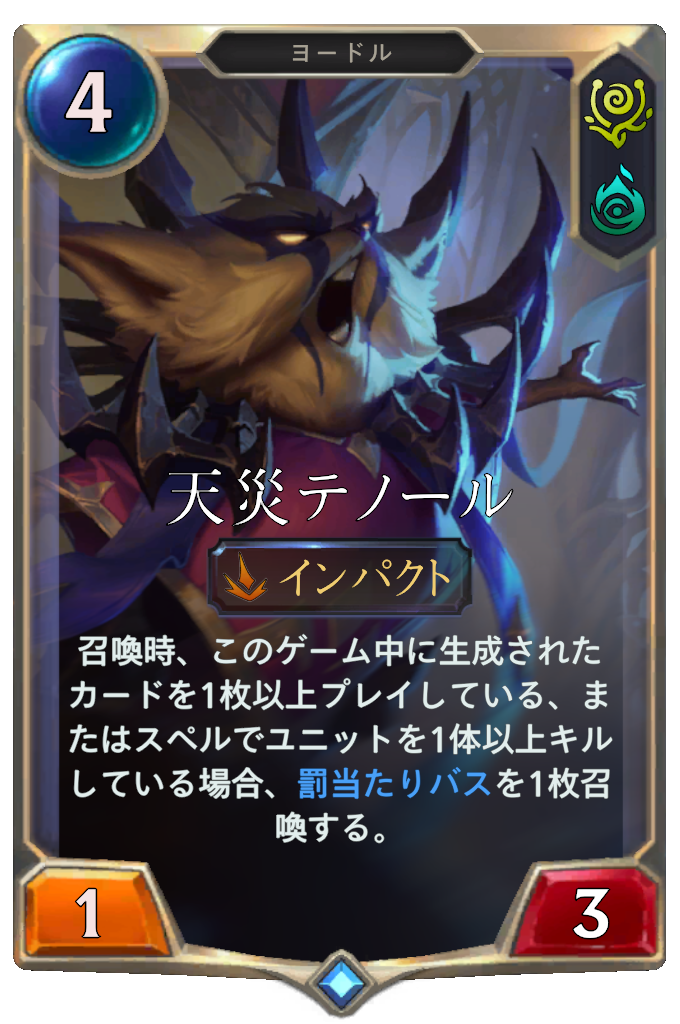 ヨードル
4
天災テノール
インパクト
召喚時、このゲーム中に生成された
カードを1枚以上プレイしている、ま
たはスペルでユニットを1体以上キル
している場合、罰当たりバスを1枚召
喚する。
1
3